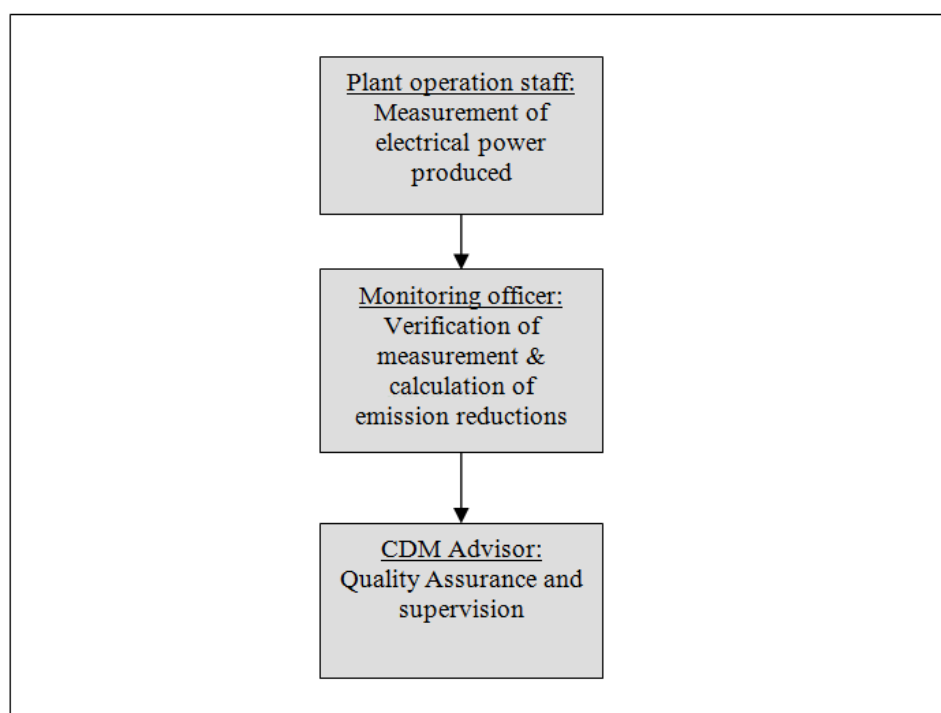 Plant operation staff:
Measurement of
electrical power
produced
Monitoring officer:
Verification of
measurement &
calculation of
emission reductions
CDM Advisor:
Quality Assurance and
supervision